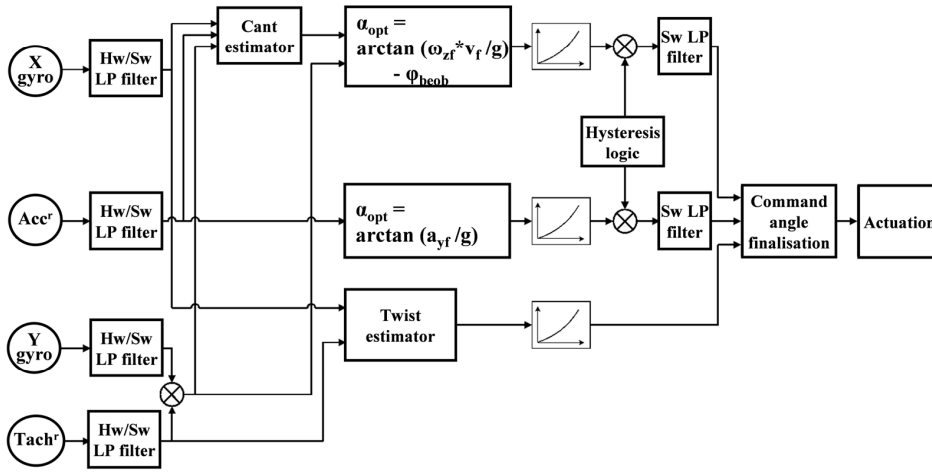 X
gyro
Hw/Sw
LP filter
Cant
estimator
α_opt =
arctan (ω_zf*v_f /g)
- φ_beob
Sw LP
filter
Hysteresis
logic
Acc^r
Hw/Sw
LP filter
α_opt =
arctan (a_yf /g)
Sw LP
filter
Command
angle
finalisation
Actuation
Y
gyro
Hw/Sw
LP filter
Twist
estimator
Tach^r
Hw/Sw
LP filter